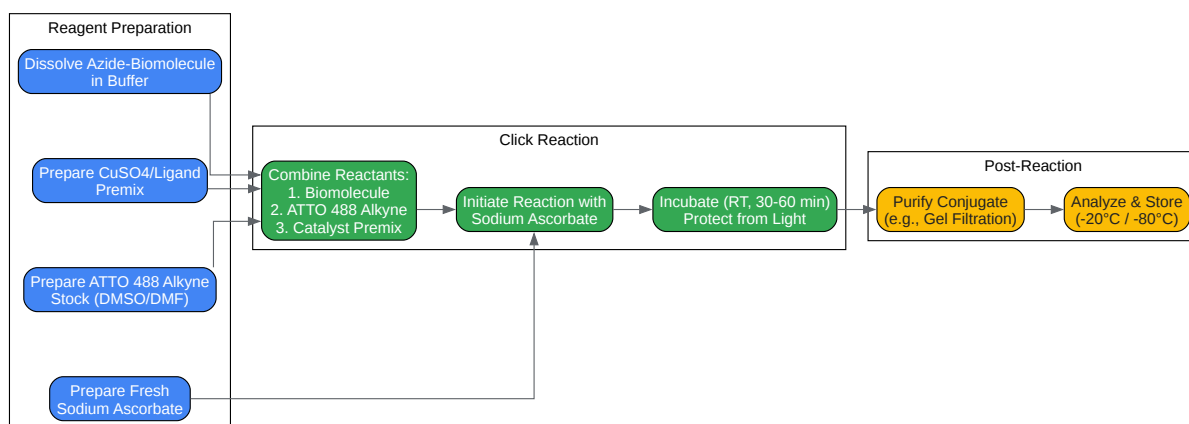 Reagent Preparation
Dissolve Azide-Biomolecule
in Buffer
Prepare CuSO4/Ligand
Premix
Prepare ATTO 488 Alkyne
Stock (DMSO/DMF)
Prepare Fresh
Sodium Ascorbate
Click Reaction
Combine Reactants:
1. Biomolecule
2. ATTO 488 Alkyne
3. Catalyst Premix
Initiate Reaction with
Sodium Ascorbate
Incubate (RT, 30-60 min)
Protect from Light
Post-Reaction
Purify Conjugate
(e.g., Gel Filtration)
Analyze & Store
(-20°C / -80°C)